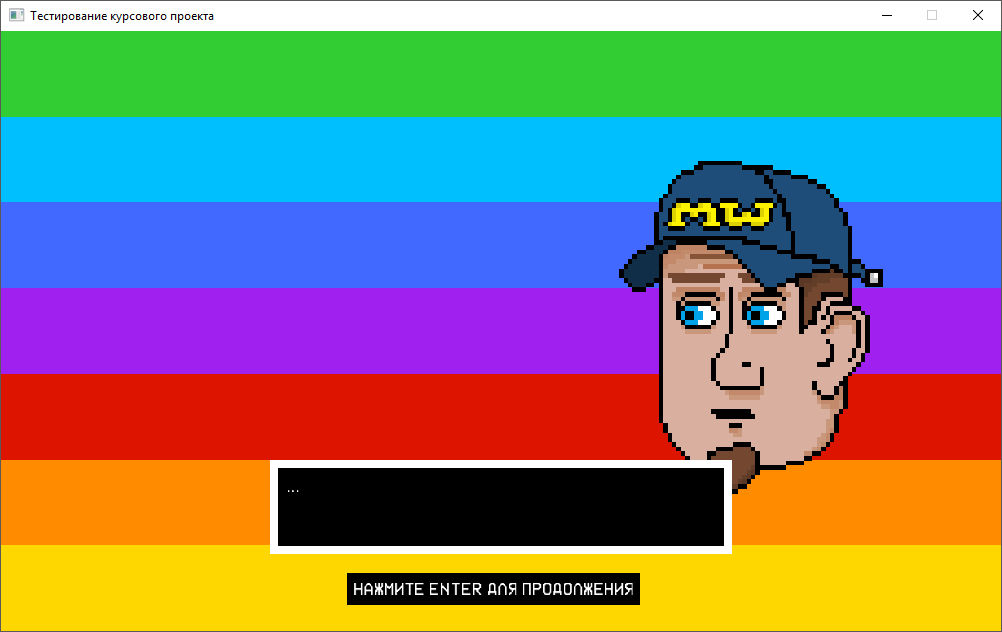 Тестирование курсового проекта
MW
...
НАЖМИТЕ ENTER ДЛЯ ПРОДОЛЖЕНИЯ